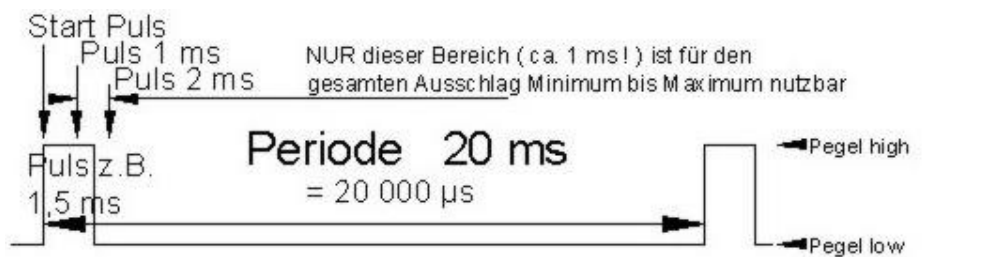 Start Puls
Puls 1 ms
Puls 2 ms
NUR dieser Bereich ( ca. 1 ms! ) ist für den
gesamten Ausschlag Minimum bis Maximum nutzbar
Periode 20 ms
= 20 000 µs
Puls z.B.
1,5 ms
Pegel high
Pegel low